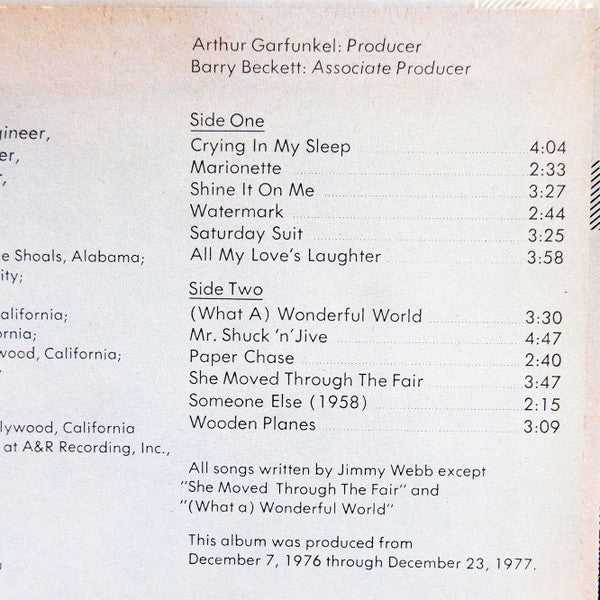 Arthur Garfunkel: Producer
Barry Beckett: Associate Producer
Side One
Crying In My Sleep 4:04
Marionette 2:33
Shine It On Me 3:27
Watermark 2:44
Saturday Suit 3:25
All My Love's Laughter 3:58
Side Two
(What A) Wonderful World 3:30
Mr. Shuck 'n' Jive 4:47
Paper Chase 2:40
She Moved Through The Fair 3:47
Someone Else (1958) 2:15
Wooden Planes 3:09
All songs written by Jimmy Webb except
"She Moved Through The Fair" and
"(What a) Wonderful World"
This album was produced from
December 7, 1976 through December 23, 1977.
gineer,
er,
r,
e Shoals, Alabama;
ity;
alifornia;
ornia;
wood, California;
lywood, California
at A&R Recording, Inc.,